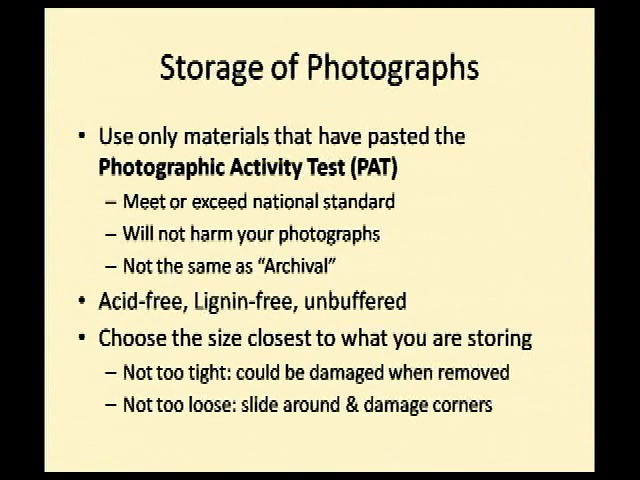 Storage of Photographs
• Use only materials that have pasted the
Photographic Activity Test (PAT)
– Meet or exceed national standard
– Will not harm your photographs
– Not the same as “Archival”
• Acid-free, Lignin-free, unbuffered
• Choose the size closest to what you are storing
– Not too tight: could be damaged when removed
– Not too loose: slide around & damage corners